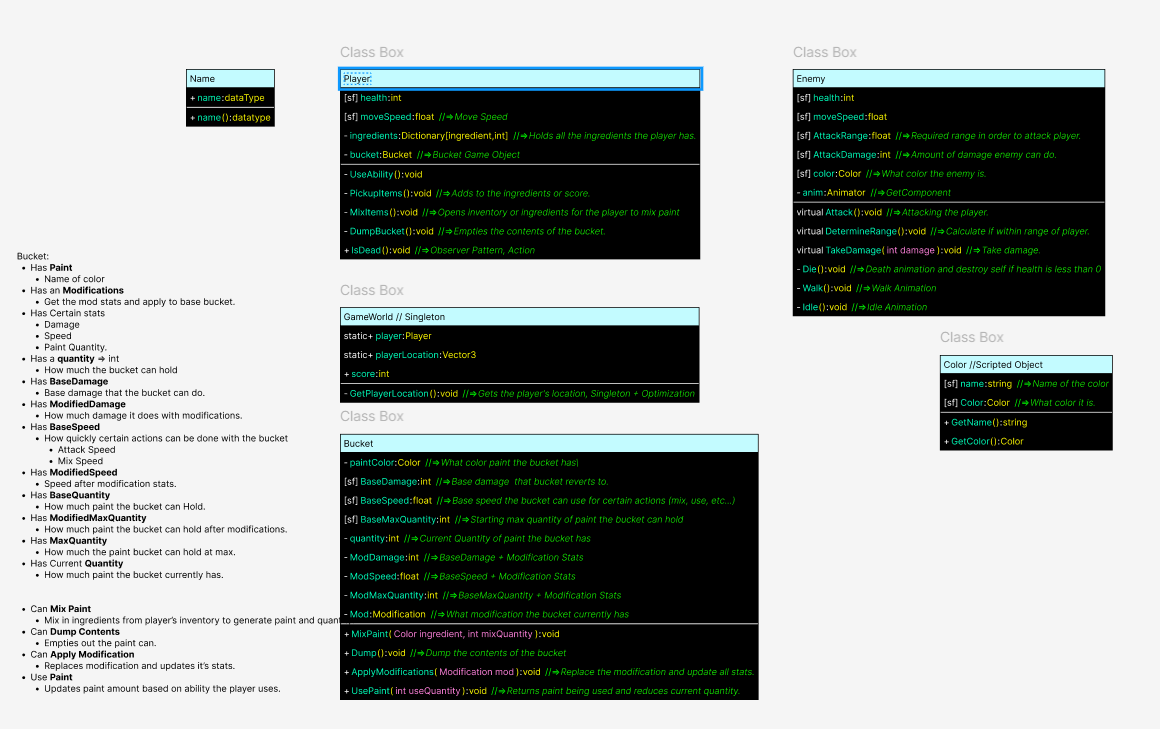 Name
+ name:dataType
+ name():datatype
Class Box
Player
[sf] health:int
[sf] moveSpeed:float //⇒Move Speed
- ingredients:Dictionary[ingredient,int] //⇒Holds all the ingredients the player has.
- bucket:Bucket //⇒Bucket Game Object
- UseAbility():void
- PickupItems():void //⇒Adds to the ingredients or score.
- MixItems():void //⇒Opens Inventory or ingredients for the player to mix paint
- DumpBucket():void //⇒Empties the contents of the bucket.
+ IsDead():void //⇒Observer Pattern, Action
Class Box
Enemy
[sf] health:int
[sf] moveSpeed:float
[sf] AttackRange:float //⇒Required range in order to attack player.
[sf] AttackDamage:int //⇒Amount of damage enemy can do.
[sf] color:Color //⇒What color the enemy is.
- anim:Animator //⇒GetComponent
virtual Attack():void //⇒Attacking the player.
virtual DetermineRange():void //⇒Calculate if within range of player.
virtual TakeDamage( int damage ):void //⇒Take damage.
- Die():void //⇒Death animation and destroy self if health is less than 0
- Walk():void //⇒Walk Animation
- Idle():void //⇒Idle Animation
Bucket:
• Has Paint
• Name of color
• Has an Modifications
• Get the mod stats and apply to base bucket.
• Has Certain stats
• Damage
• Speed
• Paint Quantity.
• Has a quantity ⇒ int
• How much the bucket can hold
• Has BaseDamage
• Base damage that the bucket can do.
• Has ModifiedDamage
• How much damage it does with modifications.
• Has BaseSpeed
• How quickly certain actions can be done with the bucket
• Attack Speed
• Mix Speed
• Has ModifiedSpeed
• Speed after modification stats.
• Has BaseQuantity
• How much paint the bucket can Hold.
• Has ModifiedMaxQuantity
• How much paint the bucket can hold after modifications.
• Has MaxQuantity
• How much the paint bucket can hold at max.
• Has Current Quantity
• How much paint the bucket currently has.
• Can Mix Paint
• Mix in ingredients from player's inventory to generate paint and quant
• Can Dump Contents
• Empties out the paint can.
• Can Apply Modification
• Replaces modification and updates it's stats.
• Use Paint
• Updates paint amount based on ability the player uses.
Class Box
GameWorld // Singleton
static+ player:Player
static+ playerLocation:Vector3
+ score:int
- GetPlayerLocation():void //⇒Gets the player's location, Singleton + Optimization
Class Box
Bucket
- paintColor:Color //⇒What color paint the bucket has|
[sf] BaseDamage:int //⇒Base damage that bucket reverts to.
[sf] BaseSpeed:float //⇒Base speed the bucket can use for certain actions (mix, use, etc...)
[sf] BaseMaxQuantity:int //⇒Starting max quantity of paint the bucket can hold
- quantity:int //⇒Current Quantity of paint the bucket has
- ModDamage:int //⇒BaseDamage + Modification Stats
- ModSpeed:float //⇒BaseSpeed + Modification Stats
- ModMaxQuantity:int //⇒BaseMaxQuantity + Modification Stats
- Mod:Modification //⇒What modification the bucket currently has
+ MixPaint( Color ingredient, int mixQuantity ):void
+ Dump():void //⇒Dump the contents of the bucket
+ ApplyModifications( Modification mod ):void //⇒Replace the modification and update all stats.
+ UsePaint( int useQuantity ):void //⇒Returns paint being used and reduces current quantity.
Class Box
Color //Scripted Object
[sf] name:string //⇒Name of the color
[sf] Color:Color //⇒What color it is.
+ GetName():string
+ GetColor():Color